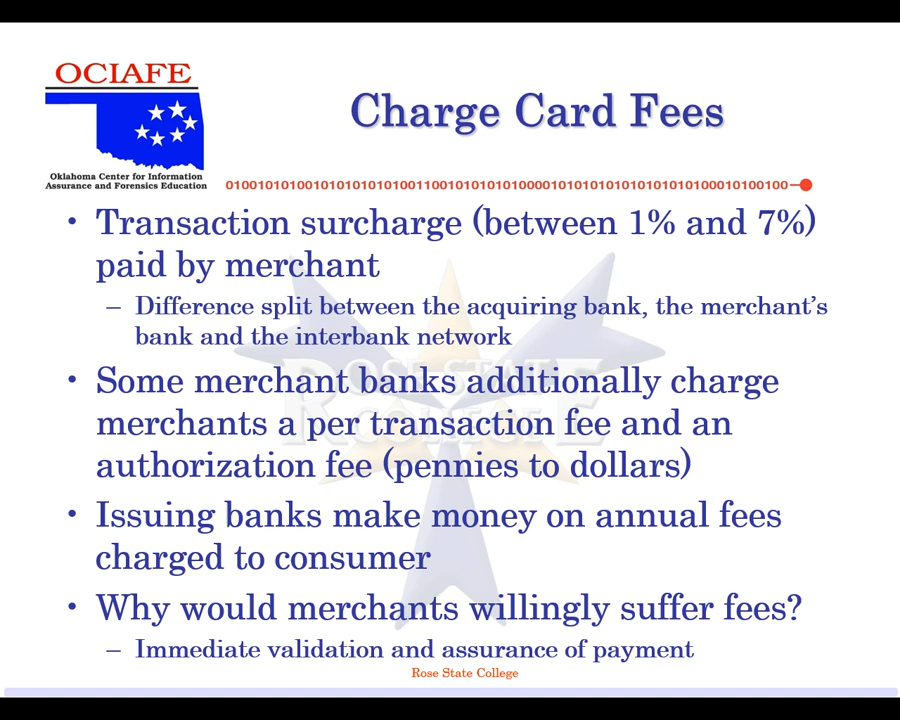 OCIAFE
Oklahoma Center for Information
Assurance and Forensics Education
Charge Card Fees
• Transaction surcharge (between 1% and 7%)
paid by merchant
– Difference split between the acquiring bank, the merchant's
bank and the interbank network
• Some merchant banks additionally charge
merchants a per transaction fee and an
authorization fee (pennies to dollars)
• Issuing banks make money on annual fees
charged to consumer
• Why would merchants willingly suffer fees?
– Immediate validation and assurance of payment
ROSE STATE
COLLEGE
Rose State College